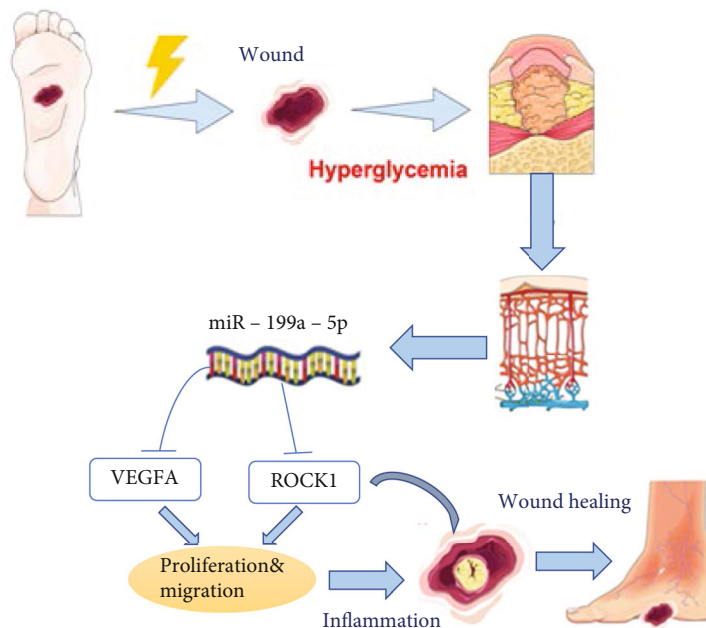 Wound
Hyperglycemia
miR – 199a – 5p
VEGFA
ROCK1
Wound healing
Proliferation&
migration
Inflammation